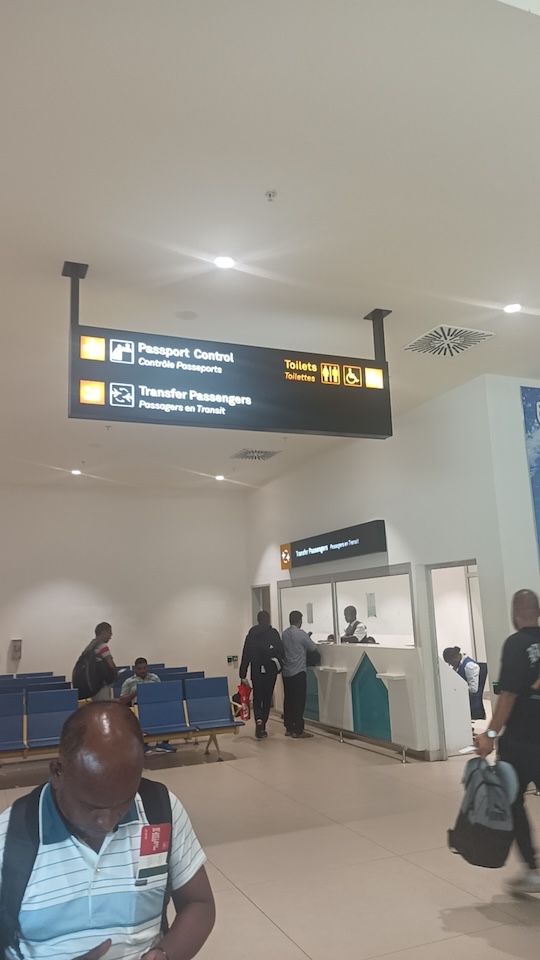 Passport Control
Contrôle Passeports
Transfer Passengers
Passagers en Transit
Toilets
Toilettes
Transfer Passengers Passagers en Transit